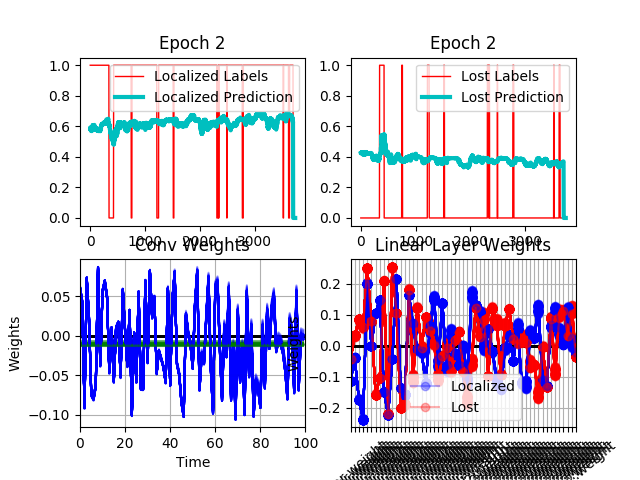 Epoch 2
Epoch 2
1.0
0.8
0.6
0.4
0.2
0.0
Localized Labels
Localized Prediction
0
1000
2000
3000
1.0
0.8
0.6
0.4
0.2
0.0
Lost Labels
Lost Prediction
0
1000
2000
3000
Conv Weights
Linear Layer Weights
Weights
0.05
0.00
−0.05
−0.10
0
20
40
60
80
100
Time
Weights
0.2
0.1
0.0
−0.1
−0.2
Localized
Lost